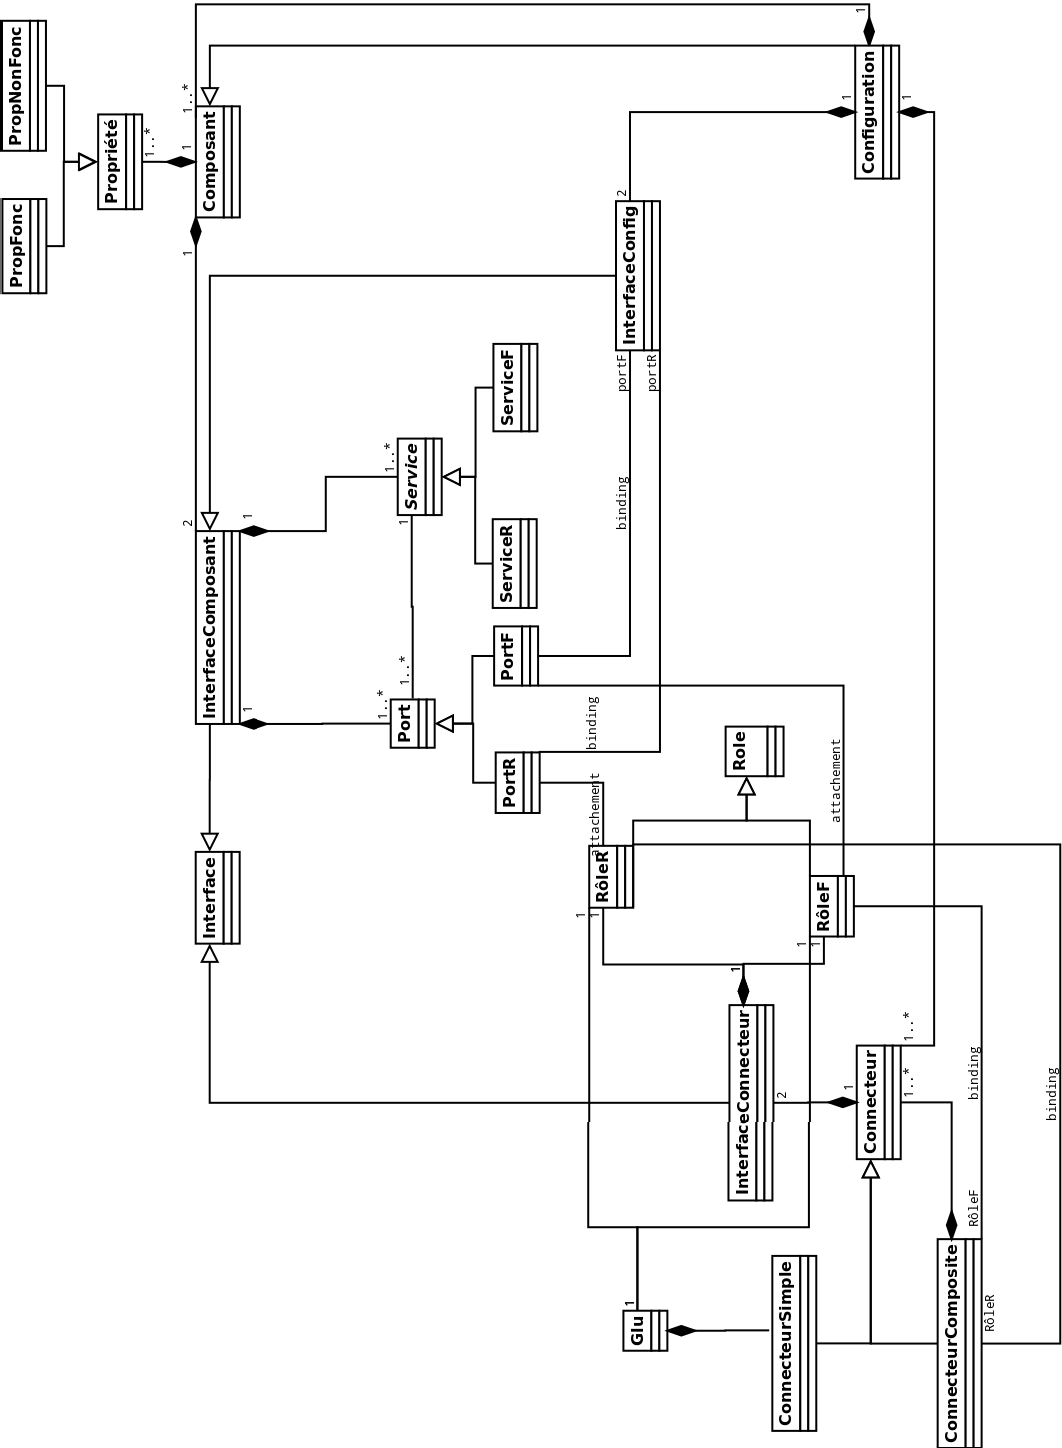 PropNonFonc
PropFonc
Propriété
1..*
1
1..*
Composant
1
1
Configuration
1
1
2
InterfaceConfig
portF
portR
ServiceF
Service
1..*
1
ServiceR
binding
2
1
InterfaceComposant
1
1..*
1..*
Port
PortF
PortR
binding
attachement
Role
attachement
Interface
RôleR
1
1
RôleF
1
1
1
InterfaceConnecteur
2
1
Connecteur
1..*
1..*
binding
binding
RôleF
RôleR
1
Glu
ConnecteurSimple
ConnecteurComposite